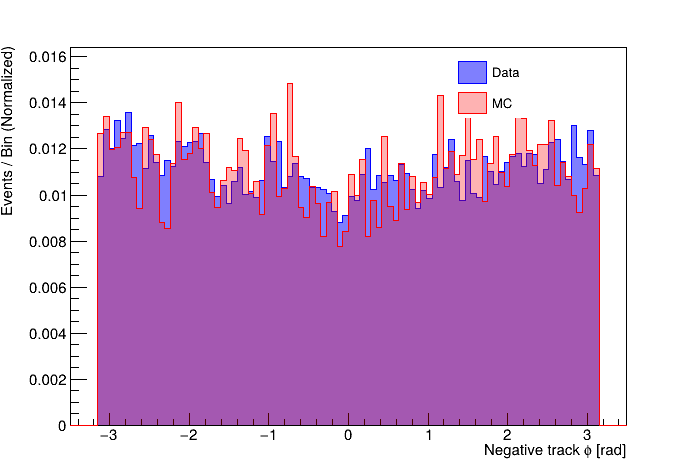 Events / Bin (Normalized)
0.016
0.014
0.012
0.01
0.008
0.006
0.004
0.002
0
Data
MC
−3 −2 −1 0 1 2 3
Negative track ϕ [rad]